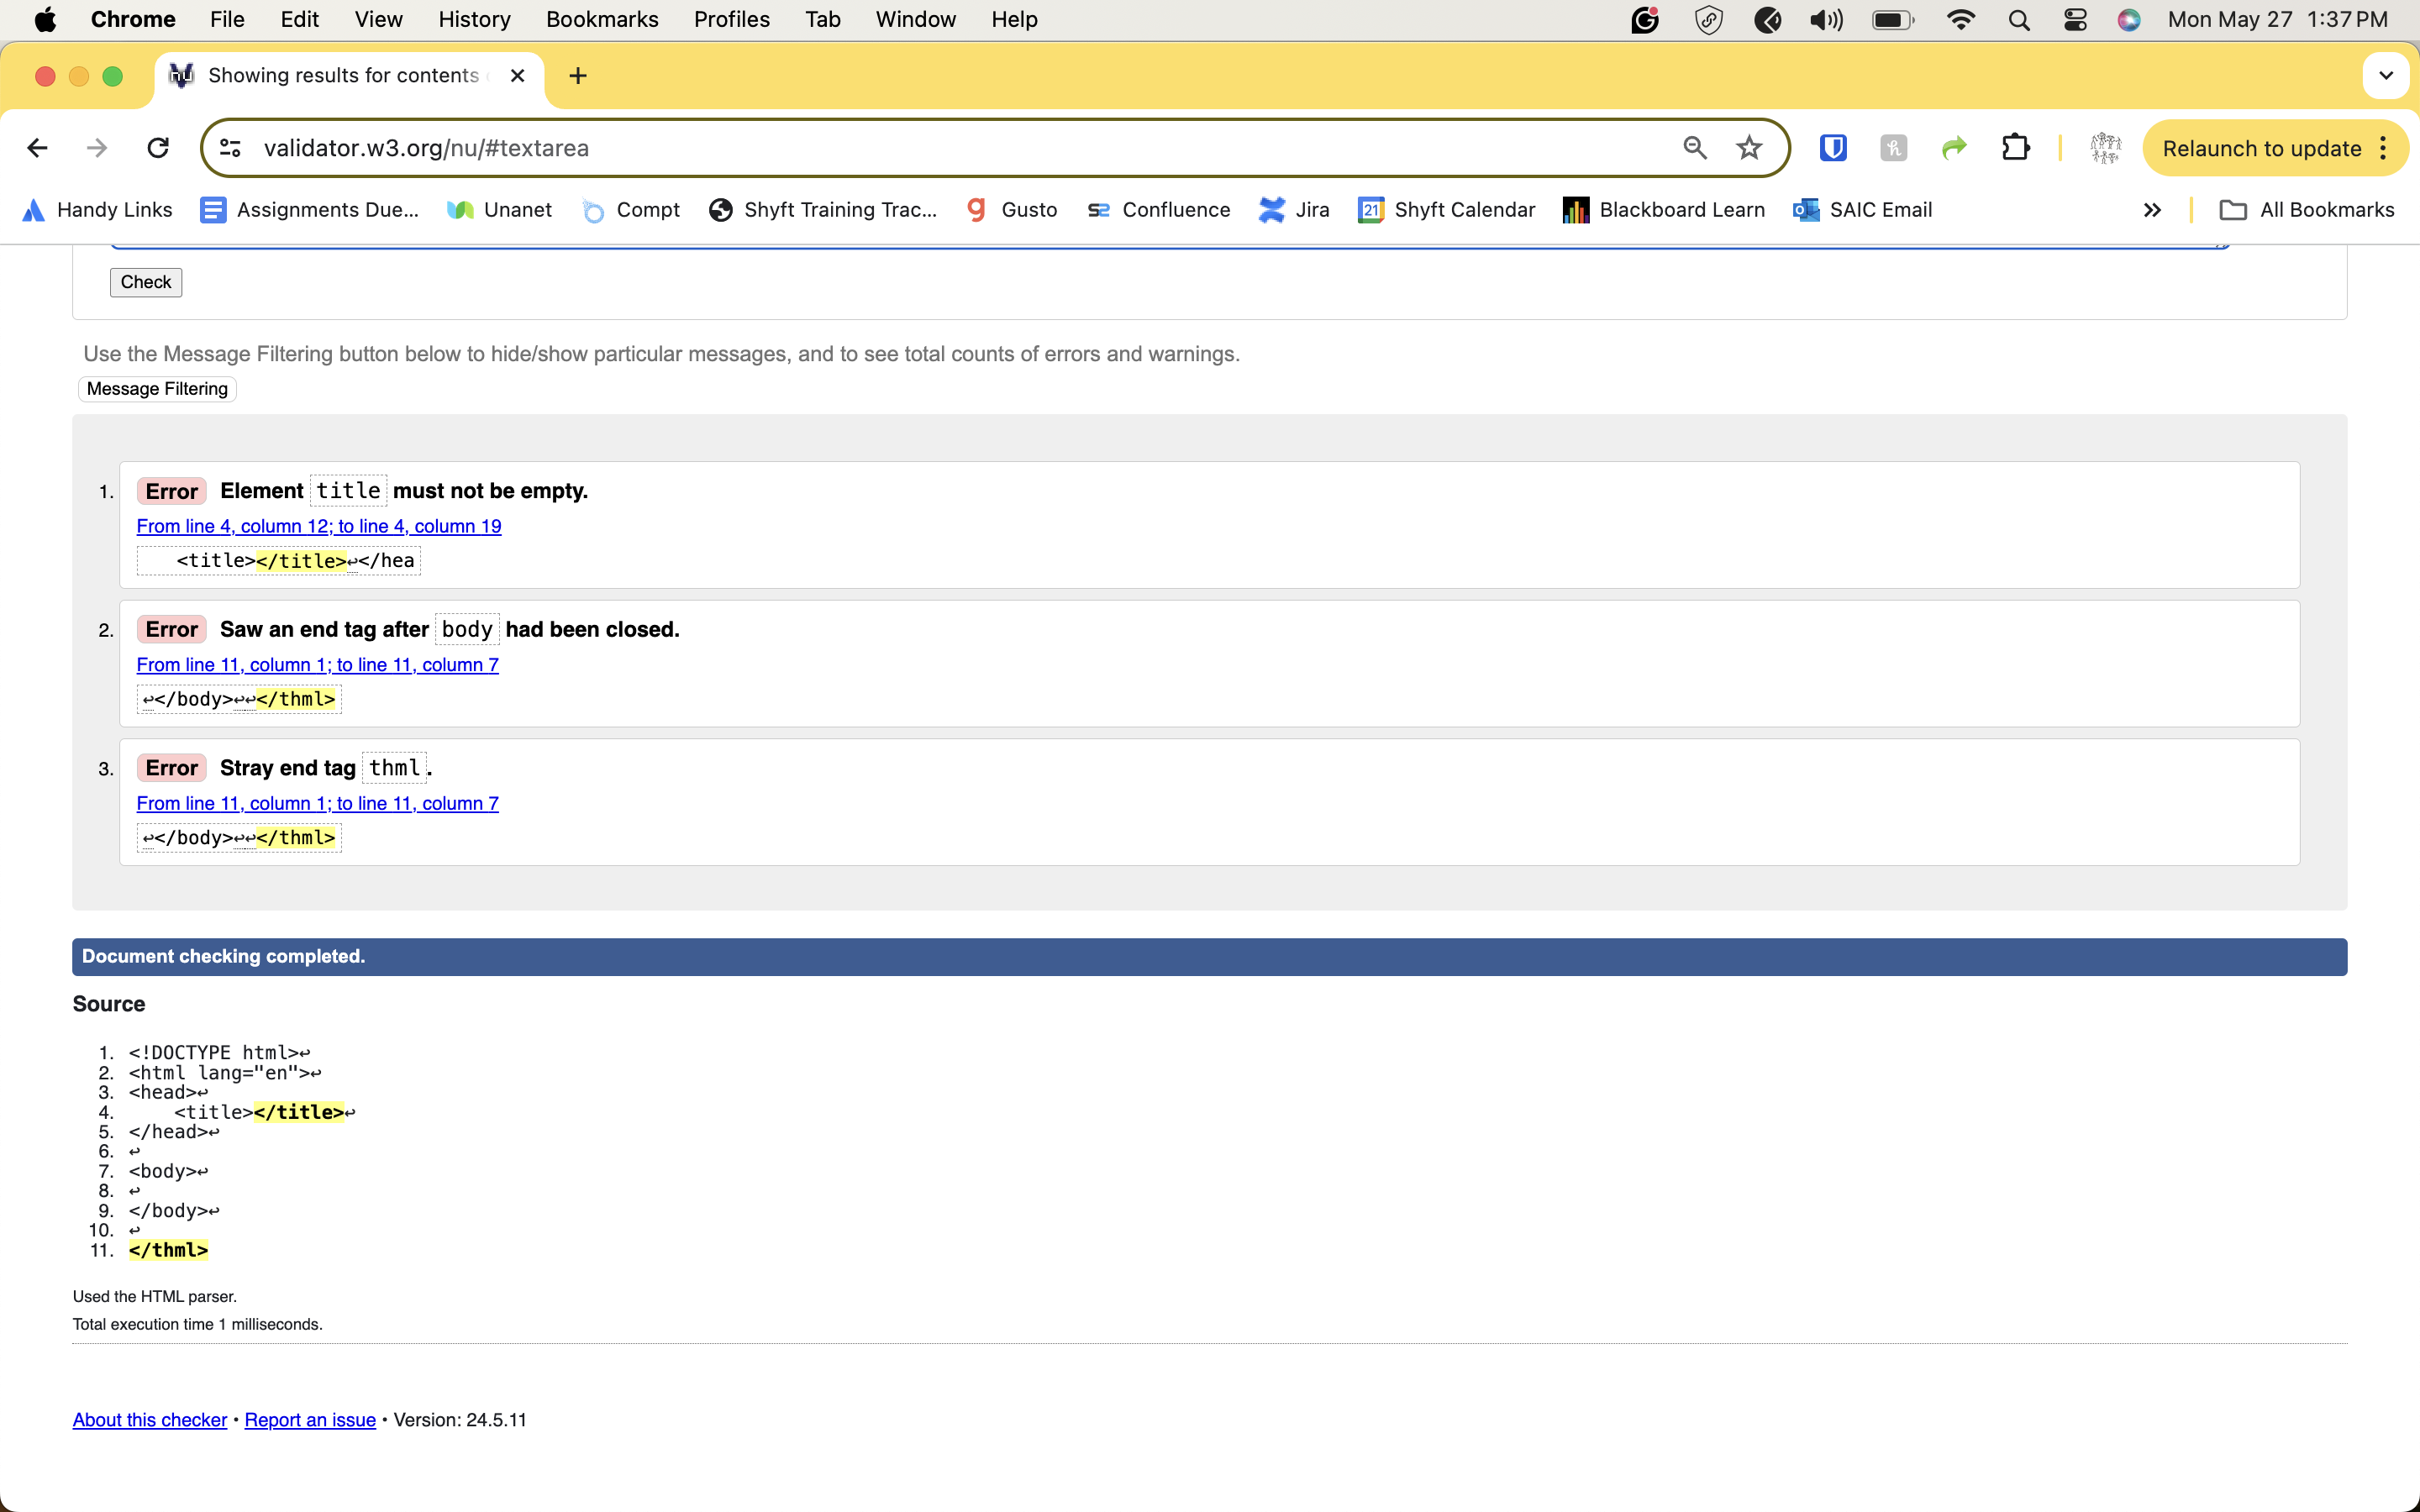 Chrome File Edit View History Bookmarks Profiles Tab Window Help Mon May 27 1:37 PM
Showing results for contents
validator.w3.org/nu/#textarea Relaunch to update
Handy Links Assignments Due... Unanet Compt Shyft Training Trac... Gusto Confluence Jira 21 Shyft Calendar Blackboard Learn SAIC Email All Bookmarks
Check
Use the Message Filtering button below to hide/show particular messages, and to see total counts of errors and warnings.
Message Filtering
1. Error Element title must not be empty.
From line 4, column 12; to line 4, column 19
<title></title>↩</hea
2. Error Saw an end tag after body had been closed.
From line 11, column 1; to line 11, column 7
↩</body>↩↩</thml>
3. Error Stray end tag thml.
From line 11, column 1; to line 11, column 7
↩</body>↩↩</thml>
Document checking completed.
Source
1. <!DOCTYPE html>↩
2. <html lang="en">↩
3. <head>↩
4. <title></title>↩
5. </head>↩
6. ↩
7. <body>↩
8. ↩
9. </body>↩
10. ↩
11. </thml>
Used the HTML parser.
Total execution time 1 milliseconds.
About this checker • Report an issue • Version: 24.5.11